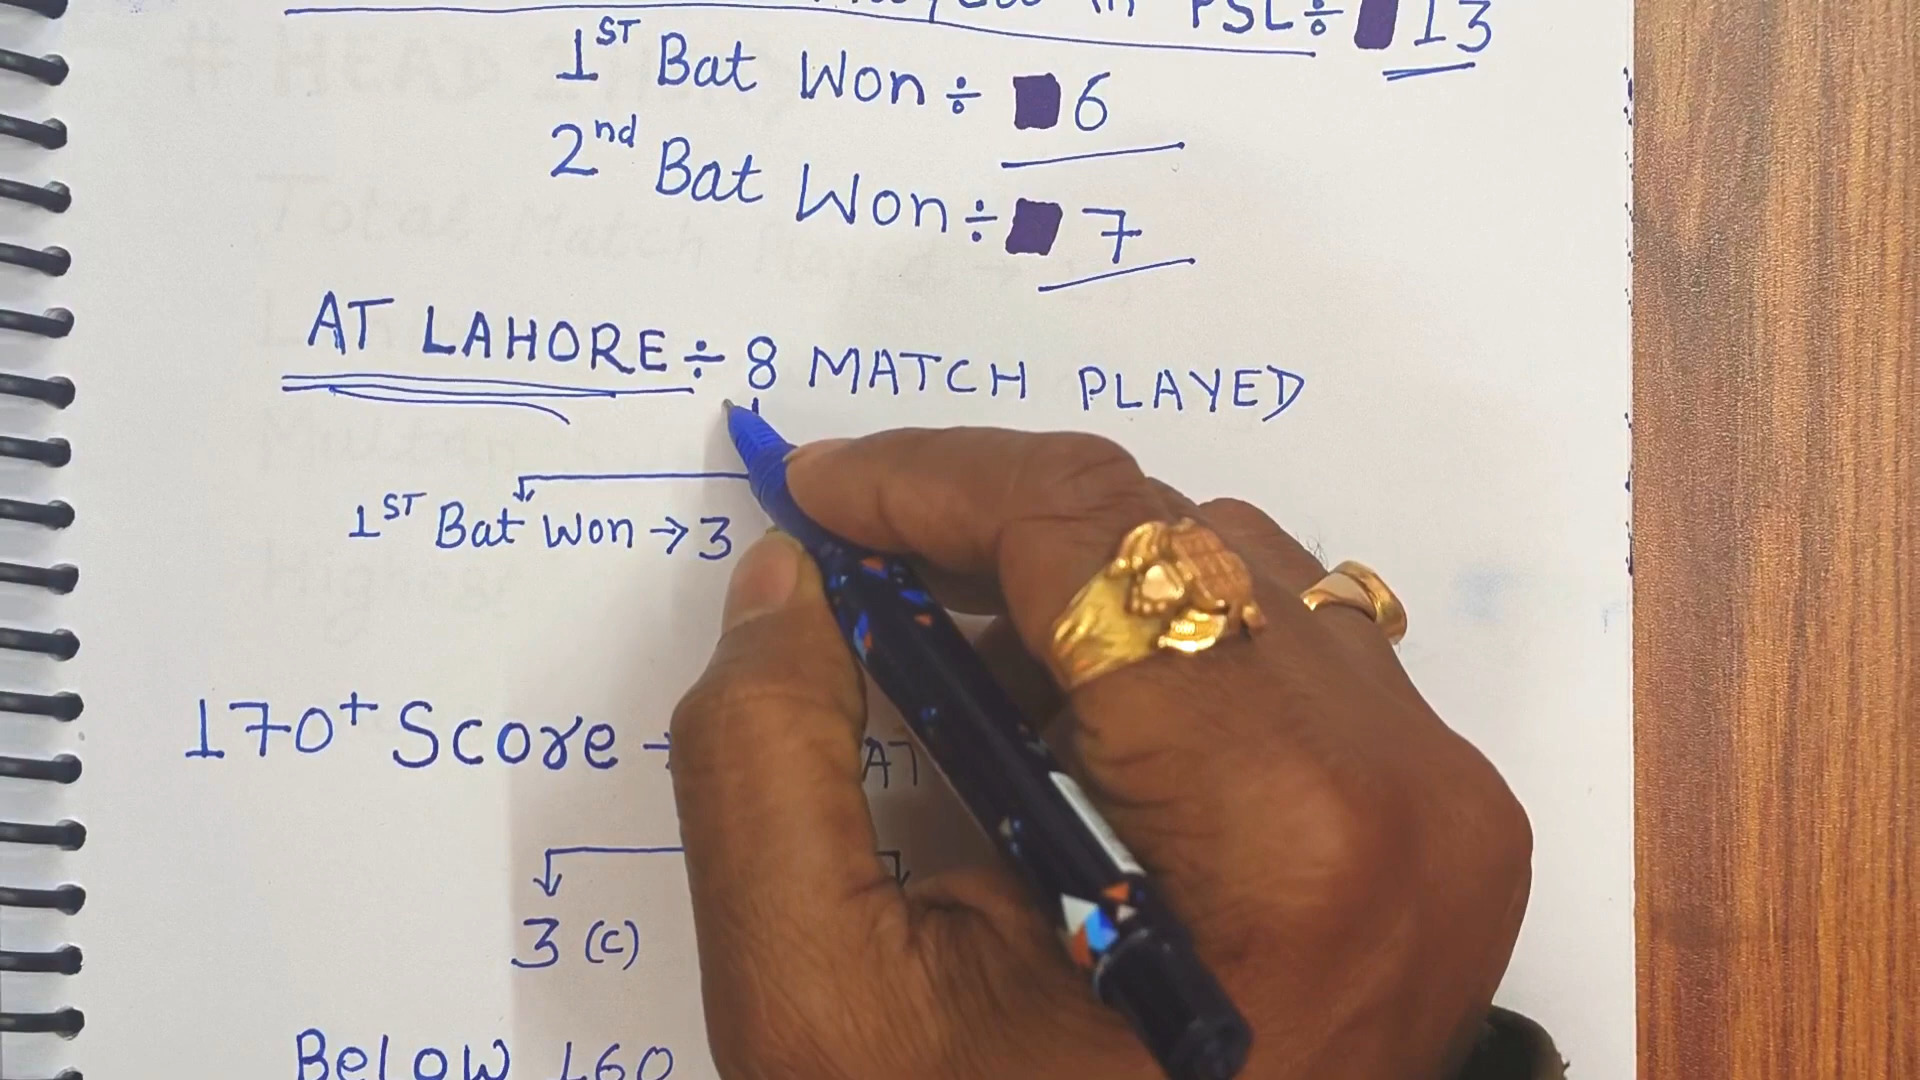 in PSL÷ 13
1ST Bat Won ÷ 6
2nd Bat Won ÷ 7
AT LAHORE ÷ 8 MATCH PLAYED
1ST Bat Won → 3
170+ Score →
3 (C)
Below 160